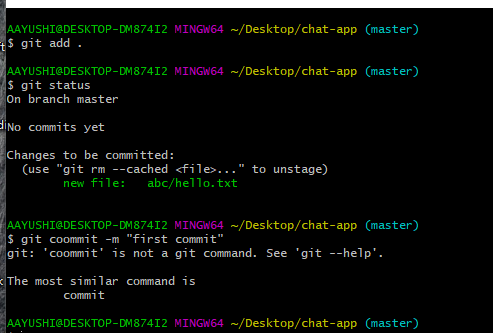 AAYUSHI@DESKTOP-DM874I2 MINGW64 ~/Desktop/chat-app (master)
$ git add .
AAYUSHI@DESKTOP-DM874I2 MINGW64 ~/Desktop/chat-app (master)
$ git status
On branch master
No commits yet
Changes to be committed:
  (use "git rm --cached <file>..." to unstage)
        new file:   abc/hello.txt
AAYUSHI@DESKTOP-DM874I2 MINGW64 ~/Desktop/chat-app (master)
$ git coommit -m "first commit"
git: 'coommit' is not a git command. See 'git --help'.
The most similar command is
        commit
AAYUSHI@DESKTOP-DM874I2 MINGW64 ~/Desktop/chat-app (master)